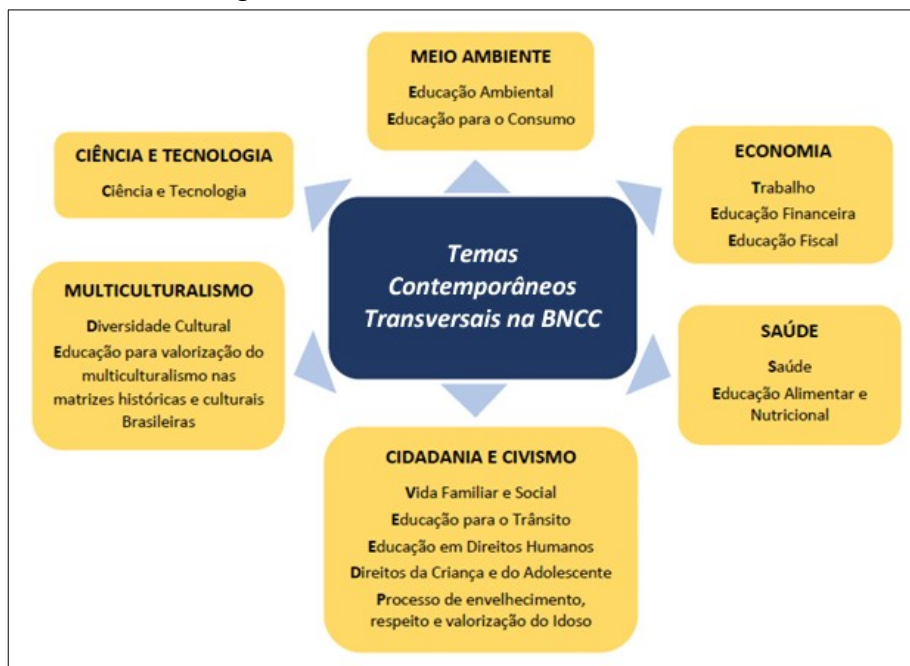 MEIO AMBIENTE
Educação Ambiental
Educação para o Consumo
CIÊNCIA E TECNOLOGIA
Ciência e Tecnologia
ECONOMIA
Trabalho
Educação Financeira
Educação Fiscal
Temas
Contemporâneos
Transversais na BNCC
MULTICULTURALISMO
Diversidade Cultural
Educação para valorização do
multiculturalismo nas
matrizes históricas e culturais
Brasileiras
SAÚDE
Saúde
Educação Alimentar e
Nutricional
CIDADANIA E CIVISMO
Vida Familiar e Social
Educação para o Trânsito
Educação em Direitos Humanos
Direitos da Criança e do Adolescente
Processo de envelhecimento,
respeito e valorização do Idoso